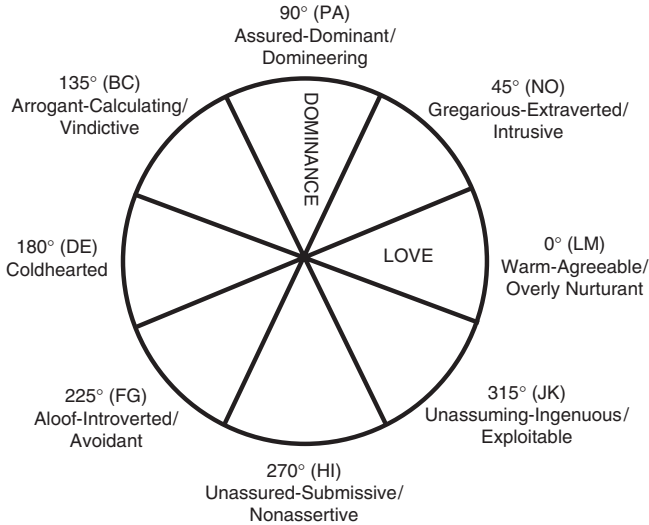 90° (PA)
Assured-Dominant/
Domineering
135° (BC)
Arrogant-Calculating/
Vindictive
45° (NO)
Gregarious-Extraverted/
Intrusive
DOMINANCE
LOVE
180° (DE)
Coldhearted
0° (LM)
Warm-Agreeable/
Overly Nurturant
225° (FG)
Aloof-Introverted/
Avoidant
315° (JK)
Unassuming-Ingenuous/
Exploitable
270° (HI)
Unassured-Submissive/
Nonassertive